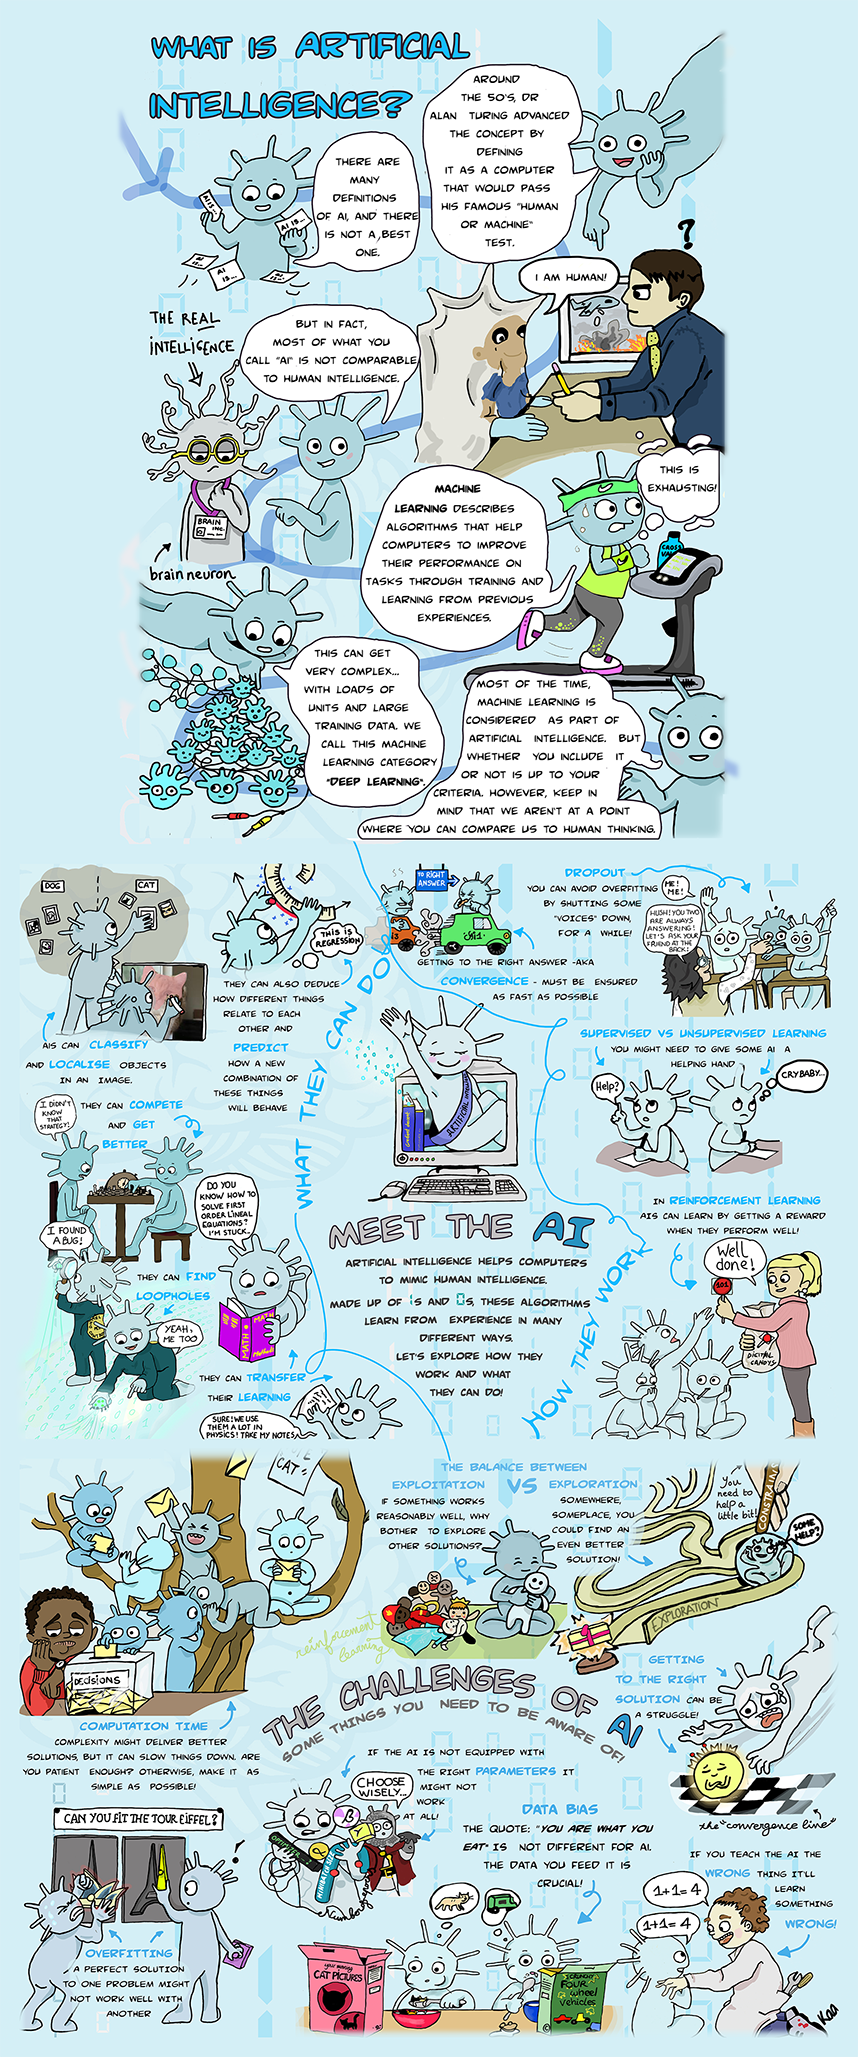 WHAT IS ARTIFICIAL
INTELLIGENCE?
AROUND
THE 50'S, DR
ALAN TURING ADVANCED
THE CONCEPT BY
DEFINING
IT AS A COMPUTER
THAT WOULD PASS
HIS FAMOUS "HUMAN
OR MACHINE"
TEST.
THERE ARE
MANY
DEFINITIONS
OF AI, AND THERE
IS NOT A BEST
ONE.
AI IS...
AI IS...
AI
IS...
?
I AM HUMAN!
THE REAL
INTELLIGENCE
BUT IN FACT,
MOST OF WHAT YOU
CALL "AI" IS NOT COMPARABLE
TO HUMAN INTELLIGENCE.
BRAIN
INC.
brain neuron
MACHINE
LEARNING DESCRIBES
ALGORITHMS THAT HELP
COMPUTERS TO IMPROVE
THEIR PERFORMANCE ON
TASKS THROUGH TRAINING AND
LEARNING FROM PREVIOUS
EXPERIENCES.
THIS IS
EXHAUSTING!
CROSS
VAL
THIS CAN GET
VERY COMPLEX...
WITH LOADS OF
UNITS AND LARGE
TRAINING DATA. WE
CALL THIS MACHINE
LEARNING CATEGORY
"DEEP LEARNING".
MOST OF THE TIME,
MACHINE LEARNING IS
CONSIDERED AS PART OF
ARTIFICIAL INTELLIGENCE. BUT
WHETHER YOU INCLUDE IT
OR NOT IS UP TO YOUR
CRITERIA. HOWEVER, KEEP IN
MIND THAT WE AREN'T AT A POINT
WHERE YOU CAN COMPARE US TO HUMAN THINKING.
DOG
CAT
AIS CAN CLASSIFY
AND LOCALISE OBJECTS
IN AN IMAGE.
THIS IS
REGRESSION
THEY CAN ALSO DEDUCE
HOW DIFFERENT THINGS
RELATE TO EACH
OTHER AND
PREDICT
HOW A NEW
COMBINATION OF
THESE THINGS
WILL BEHAVE
TO RIGHT
ANSWER
GETTING TO THE RIGHT ANSWER -AKA
CONVERGENCE - MUST BE ENSURED
AS FAST AS POSSIBLE
DROPOUT
YOU CAN AVOID OVERFITTING
BY SHUTTING SOME
"VOICES" DOWN,
FOR A WHILE!
ME!
ME!
HUSH! YOU TWO
ARE ALWAYS
ANSWERING!
LET'S ASK YOUR
FRIEND AT THE
BACK!
SUPERVISED VS UNSUPERVISED LEARNING
YOU MIGHT NEED TO GIVE SOME AI A
HELPING HAND
Help?
CRYBABY...
I DIDN'T
KNOW
THAT
STRATEGY!
THEY CAN COMPETE
AND GET
BETTER
WHAT THEY CAN DO
ARTIFICIAL INTELLIGENCE
DO YOU
KNOW HOW TO
SOLVE FIRST
ORDER LINEAL
EQUATIONS?
I'M STUCK...
I FOUND
A BUG!
THEY CAN FIND
LOOPHOLES
YEAH,
ME TOO
MATH
THEY CAN TRANSFER
THEIR LEARNING
SURE! WE USE
THEM A LOT IN
PHYSICS! TAKE MY NOTES
MEET THE AI
ARTIFICIAL INTELLIGENCE HELPS COMPUTERS
TO MIMIC HUMAN INTELLIGENCE.
MADE UP OF 1S AND 0S, THESE ALGORITHMS
LEARN FROM EXPERIENCE IN MANY
DIFFERENT WAYS.
LET'S EXPLORE HOW THEY
WORK AND WHAT
THEY CAN DO!
HOW THEY WORK
IN REINFORCEMENT LEARNING
AIS CAN LEARN BY GETTING A REWARD
WHEN THEY PERFORM WELL!
Well
done!
101
DIGITAL
CANDYS
CAT
THE BALANCE BETWEEN
EXPLOITATION VS EXPLORATION
IF SOMETHING WORKS
REASONABLY WELL, WHY
BOTHER TO EXPLORE
OTHER SOLUTIONS?
SOMEWHERE,
SOMEPLACE, YOU
COULD FIND AN
EVEN BETTER
SOLUTION!
You
need to
help a
little bit!
CONSTRAINS
SOME
HELP?
EXPLORATION
reinforcement
learning
DECISIONS
COMPUTATION TIME
COMPLEXITY MIGHT DELIVER BETTER
SOLUTIONS, BUT IT CAN SLOW THINGS DOWN. ARE
YOU PATIENT ENOUGH? OTHERWISE, MAKE IT AS
SIMPLE AS POSSIBLE!
THE CHALLENGES OF AI
SOME THINGS YOU NEED TO BE AWARE OF!
GETTING
TO THE RIGHT
SOLUTION CAN BE
A STRUGGLE!
the "convergence line"
IF THE AI IS NOT EQUIPPED WITH
THE RIGHT PARAMETERS IT
MIGHT NOT
WORK
AT ALL!
CHOOSE
WISELY...
OPTIMIZER
β
DATA BIAS
THE QUOTE: "YOU ARE WHAT YOU
EAT" IS NOT DIFFERENT FOR AI.
THE DATA YOU FEED IT IS
CRUCIAL!
CAT PICTURES
FOUR
wheel
vehicles
CAN YOU FIT THE TOUR EIFFEL?
!
OVERFITTING
A PERFECT SOLUTION
TO ONE PROBLEM MIGHT
NOT WORK WELL WITH
ANOTHER
IF YOU TEACH THE AI THE
WRONG THING IT'LL
LEARN
SOMETHING
WRONG!
1+1=4
1+1=4